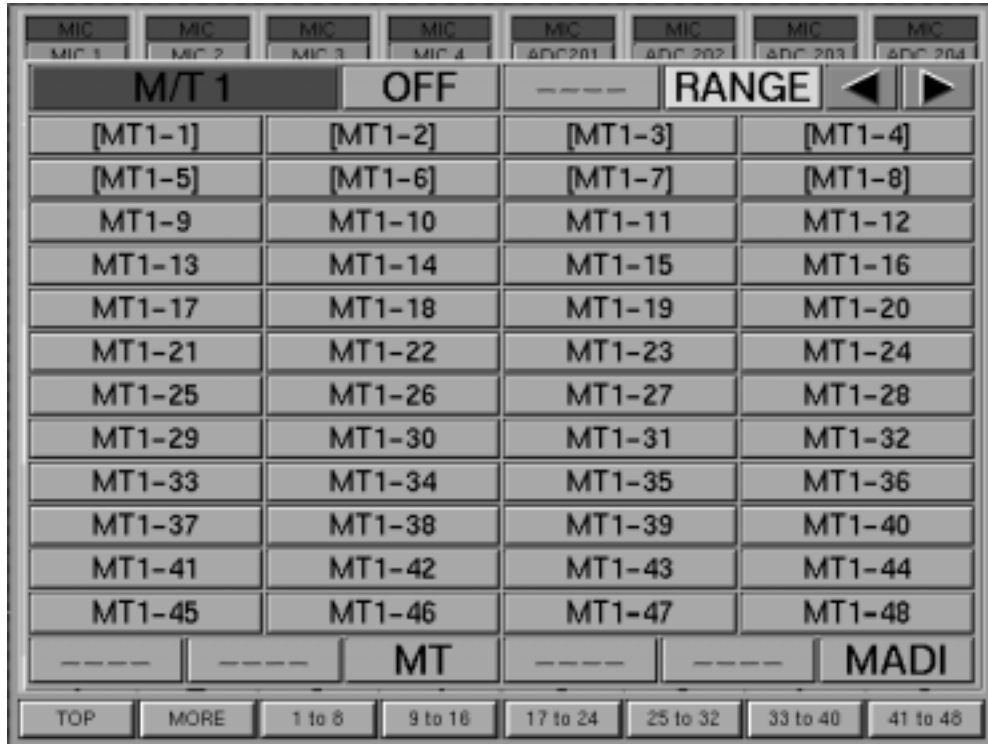 MIC MIC MIC MIC MIC MIC MIC MIC
MIC 1 MIC 2 MIC 3 MIC 4 ADC201 ADC 202 ADC 203 ADC 204
M/T 1 OFF ---- RANGE
[MT1-1] [MT1-2] [MT1-3] [MT1-4]
[MT1-5] [MT1-6] [MT1-7] [MT1-8]
MT1-9 MT1-10 MT1-11 MT1-12
MT1-13 MT1-14 MT1-15 MT1-16
MT1-17 MT1-18 MT1-19 MT1-20
MT1-21 MT1-22 MT1-23 MT1-24
MT1-25 MT1-26 MT1-27 MT1-28
MT1-29 MT1-30 MT1-31 MT1-32
MT1-33 MT1-34 MT1-35 MT1-36
MT1-37 MT1-38 MT1-39 MT1-40
MT1-41 MT1-42 MT1-43 MT1-44
MT1-45 MT1-46 MT1-47 MT1-48
---- ---- MT ---- ---- MADI
TOP MORE 1 to 8 9 to 16 17 to 24 25 to 32 33 to 40 41 to 48